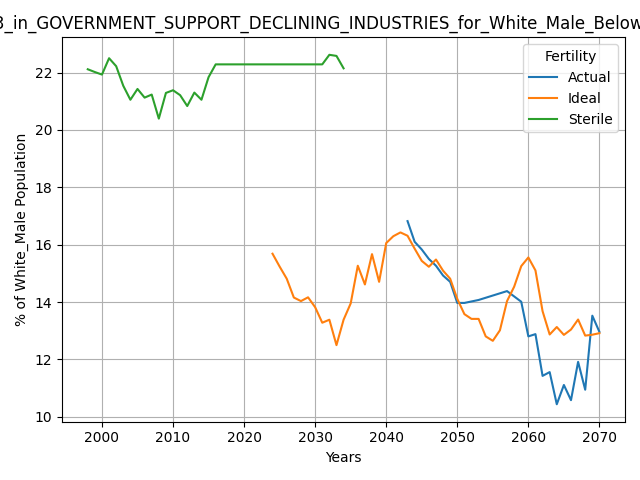 3_in_GOVERNMENT_SUPPORT_DECLINING_INDUSTRIES_for_White_Male_Below
Fertility
Actual
Ideal
Sterile
% of White_Male Population
22
20
18
16
14
12
10
2000 2010 2020 2030 2040 2050 2060 2070
Years